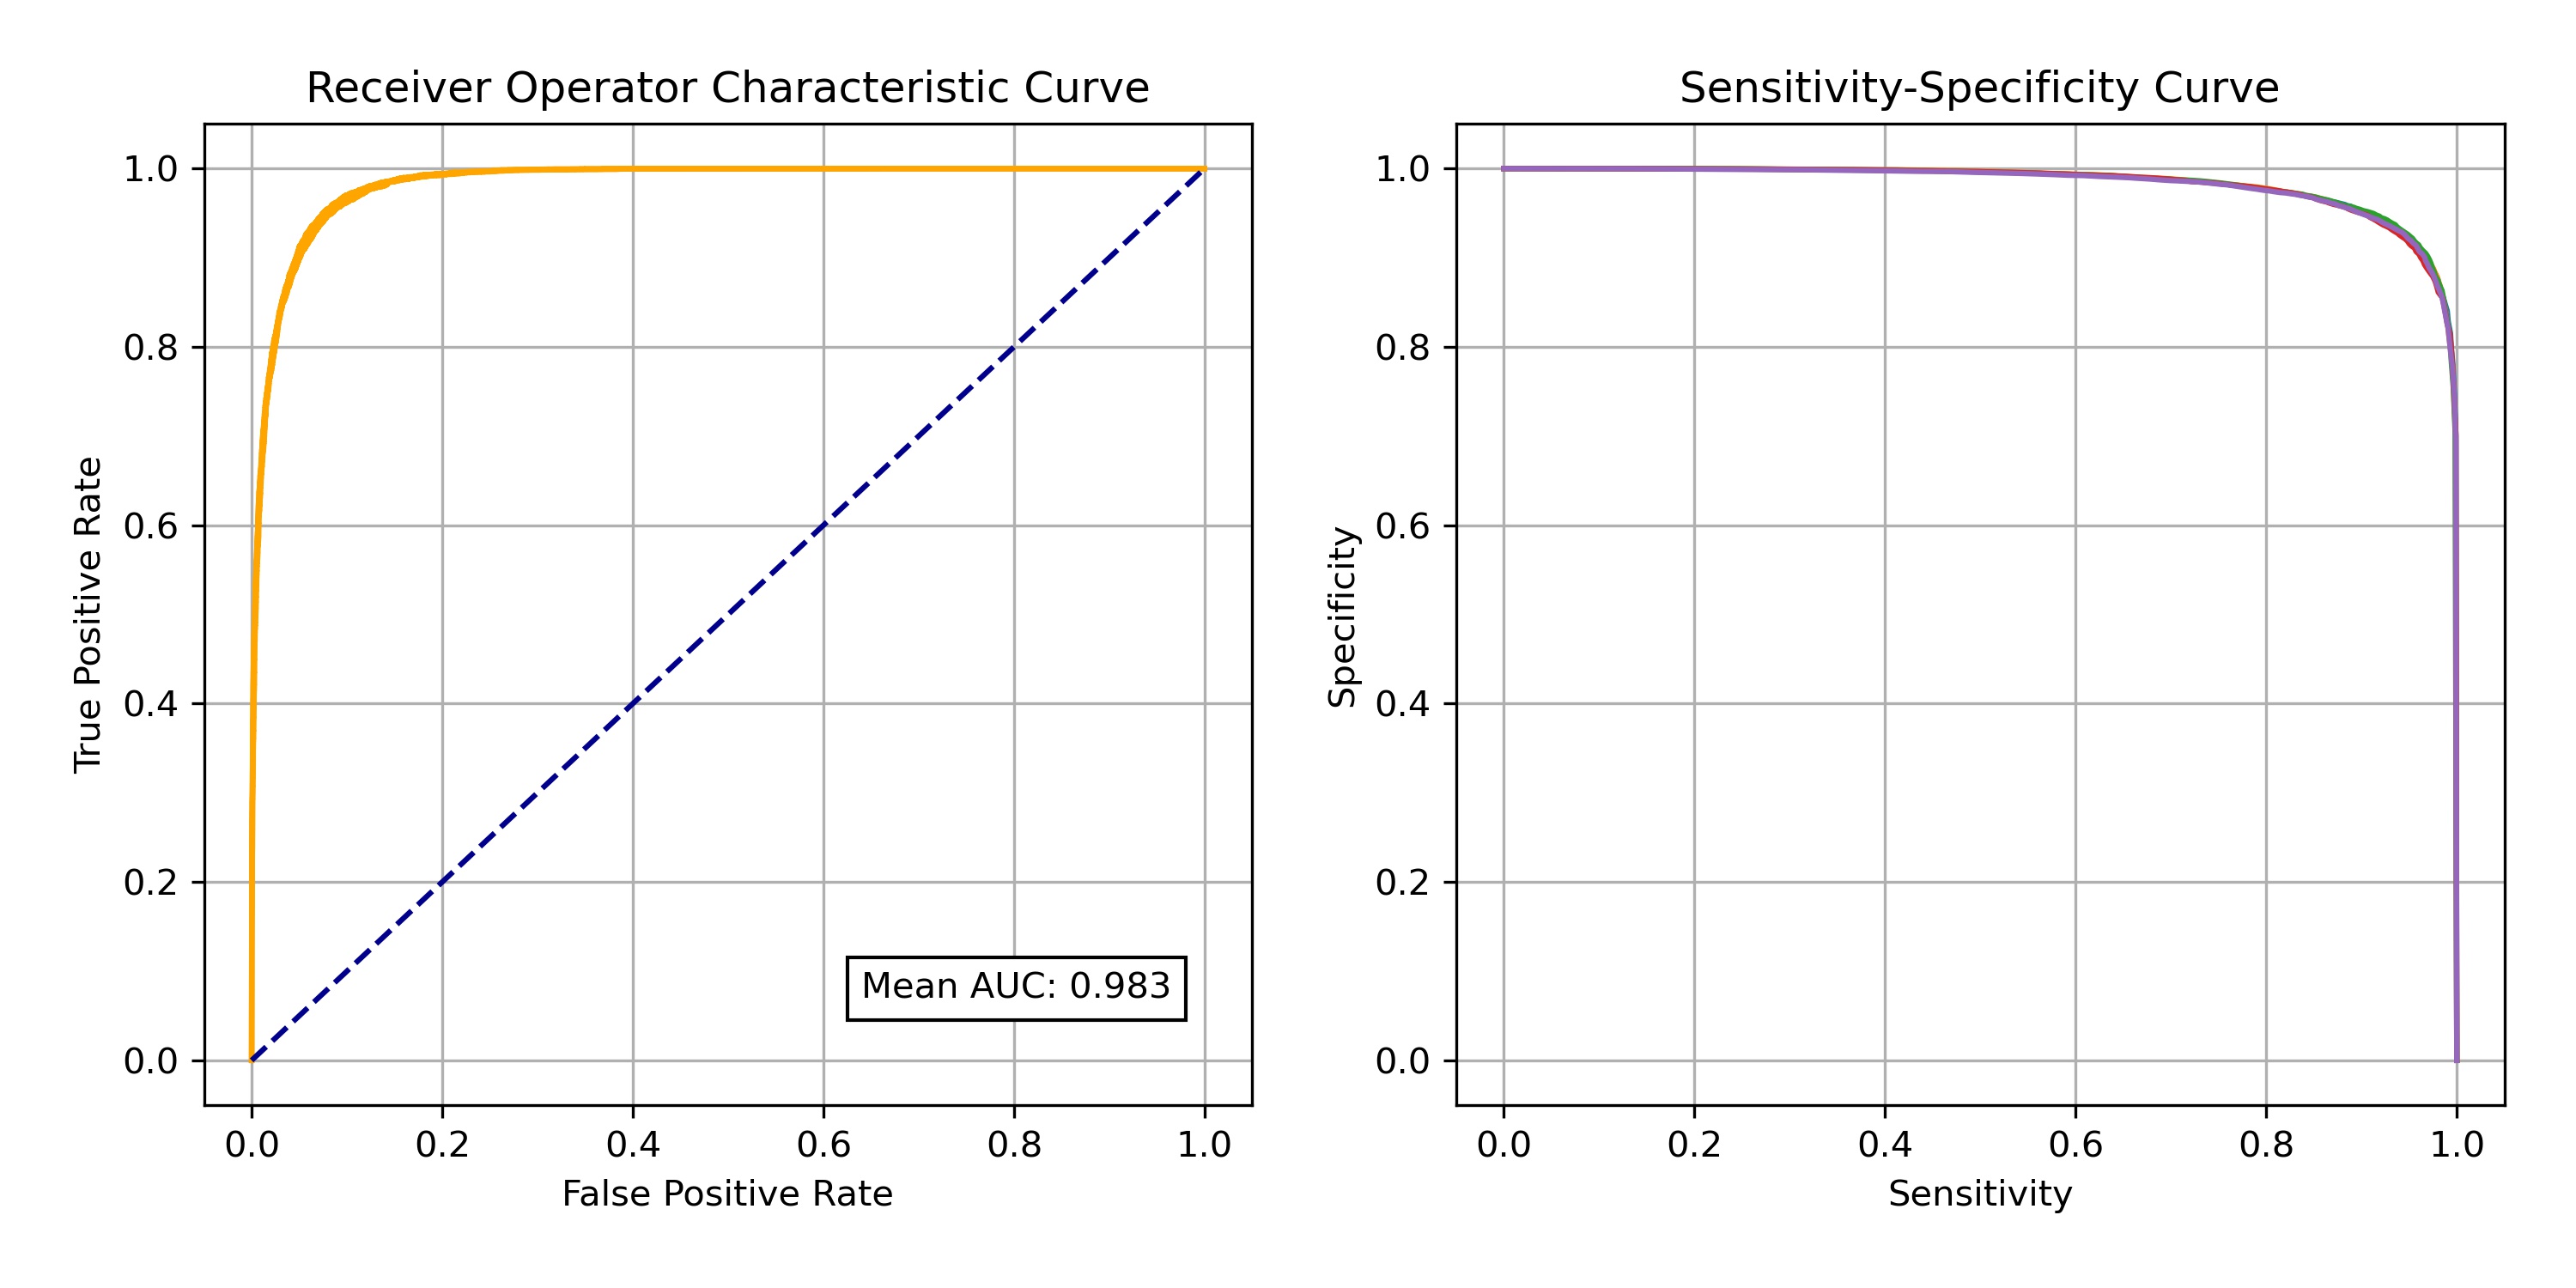 Receiver Operator Characteristic Curve
True Positive Rate
1.0
0.8
0.6
0.4
0.2
0.0
Mean AUC: 0.983
0.0 0.2 0.4 0.6 0.8 1.0
False Positive Rate
Sensitivity-Specificity Curve
Specificity
1.0
0.8
0.6
0.4
0.2
0.0
0.0 0.2 0.4 0.6 0.8 1.0
Sensitivity